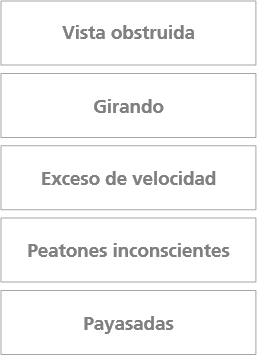 Vista obstruida
Girando
Exceso de velocidad
Peatones inconscientes
Payasadas